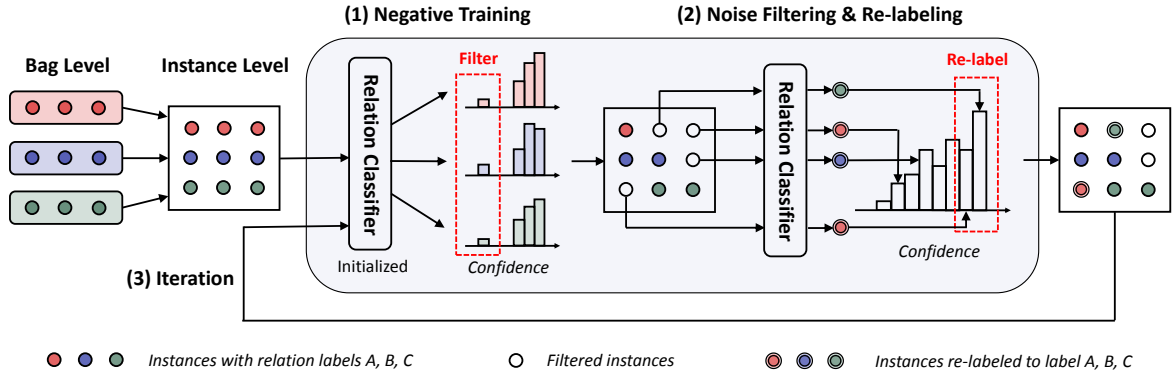 (1) Negative Training
(2) Noise Filtering & Re-labeling
Bag Level
Instance Level
Filter
Re-label
Relation Classifier
Relation Classifier
Initialized
Confidence
Confidence
(3) Iteration
Instances with relation labels A, B, C
Filtered instances
Instances re-labeled to label A, B, C